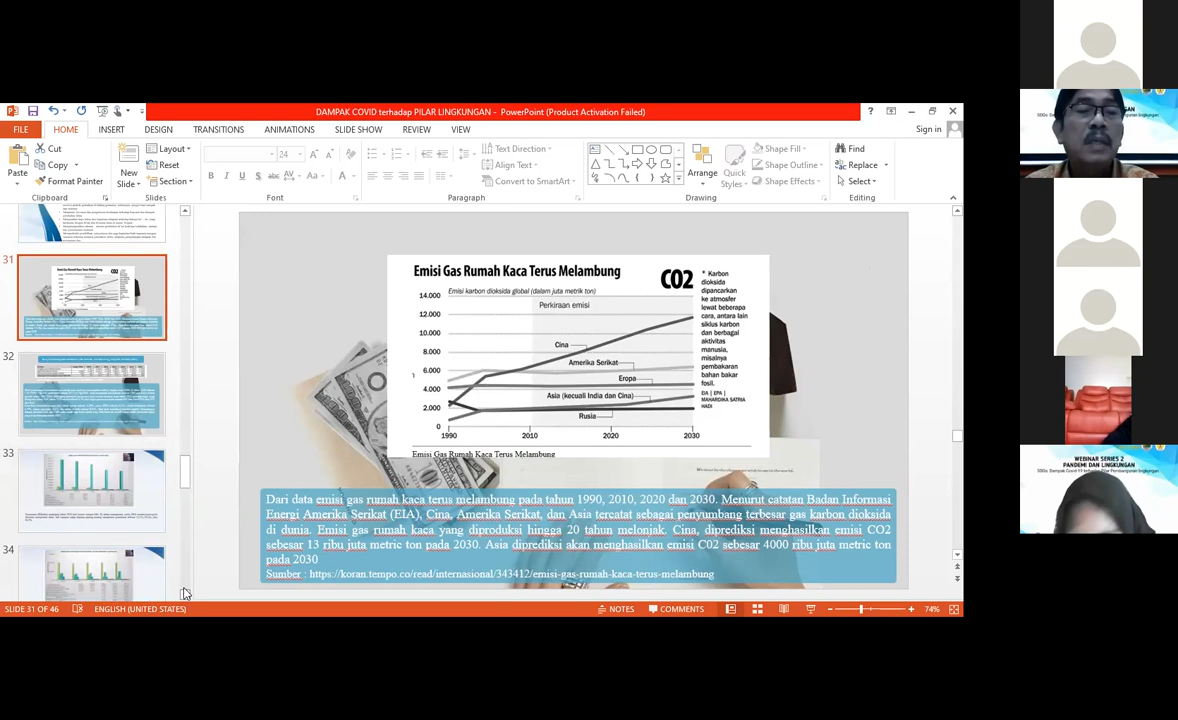 DAMPAK COVID terhadap PILAR LINGKUNGAN - PowerPoint (Product Activation Failed)
FILE HOME INSERT DESIGN TRANSITIONS ANIMATIONS SLIDE SHOW REVIEW VIEW Sign in
Paste
Cut
Copy
Format Painter
Clipboard
New
Slide
Layout
Reset
Section
Slides
24
Font
Text Direction
Align Text
Convert to SmartArt
Paragraph
Arrange
Quick
Styles
Shape Fill
Shape Outline
Shape Effects
Drawing
Find
Replace
Select
Editing
31
Emisi Gas Rumah Kaca Terus Melambung
CO2
32
33
34
Emisi Gas Rumah Kaca Terus Melambung
CO2
Emisi karbon dioksida global (dalam juta metrik ton)
14.000
12.000
10.000
8.000
6.000
4.000
2.000
0
Perkiraan emisi
Cina
Amerika Serikat
Eropa
Asia (kecuali India dan Cina)
Rusia
1990 2010 2020 2030
* Karbon
dioksida
dipancarkan
ke atmosfer
lewat beberapa
cara, antara lain
siklus karbon
dan berbagai
aktivitas
manusia,
misalnya
pembakaran
bahan bakar
fosil.
EIA | EPA |
MAHARDIKA SATRIA
HADI
Emisi Gas Rumah Kaca Terus Melambung
Dari data emisi gas rumah kaca terus melambung pada tahun 1990, 2010, 2020 dan 2030. Menurut catatan Badan Informasi
Energi Amerika Serikat (EIA), Cina, Amerika Serikat, dan Asia tercatat sebagai penyumbang terbesar gas karbon dioksida
di dunia. Emisi gas rumah kaca yang diproduksi hingga 20 tahun melonjak. Cina, diprediksi menghasilkan emisi CO2
sebesar 13 ribu juta metric ton pada 2030. Asia diprediksi akan menghasilkan emisi C02 sebesar 4000 ribu juta metric ton
pada 2030
Sumber : https://koran.tempo.co/read/internasional/343412/emisi-gas-rumah-kaca-terus-melambung
SLIDE 31 OF 46 ENGLISH (UNITED STATES) NOTES COMMENTS 74%
WEBINAR SERIES 2
PANDEMI DAN LINGKUNGAN